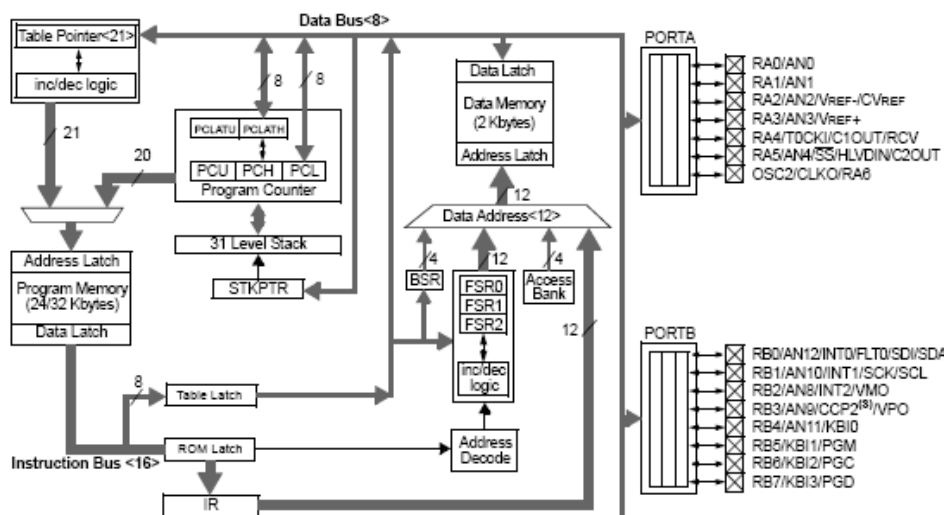 Data Bus<8>
Table Pointer<21>
inc/dec logic
21
20
8
8
PCLATU PCLATH
PCU PCH PCL
Program Counter
31 Level Stack
STKPTR
Address Latch
Program Memory
(24/32 Kbytes)
Data Latch
8
Table Latch
Instruction Bus <16>
ROM Latch
IR
Data Latch
Data Memory
(2 Kbytes)
Address Latch
12
Data Address<12>
4
12
4
BSR
FSR0
FSR1
FSR2
inc/dec
logic
Access
Bank
12
Address
Decode
PORTA
RA0/AN0
RA1/AN1
RA2/AN2/VREF-/CVREF
RA3/AN3/VREF+
RA4/T0CKI/C1OUT/RCV
RA5/AN4/SS/HLVDIN/C2OUT
OSC2/CLKO/RA6
PORTB
RB0/AN12/INT0/FLT0/SDI/SDA
RB1/AN10/INT1/SCK/SCL
RB2/AN8/INT2/VMO
RB3/AN9/CCP2(3)/VPO
RB4/AN11/KBI0
RB5/KBI1/PGM
RB6/KBI2/PGC
RB7/KBI3/PGD